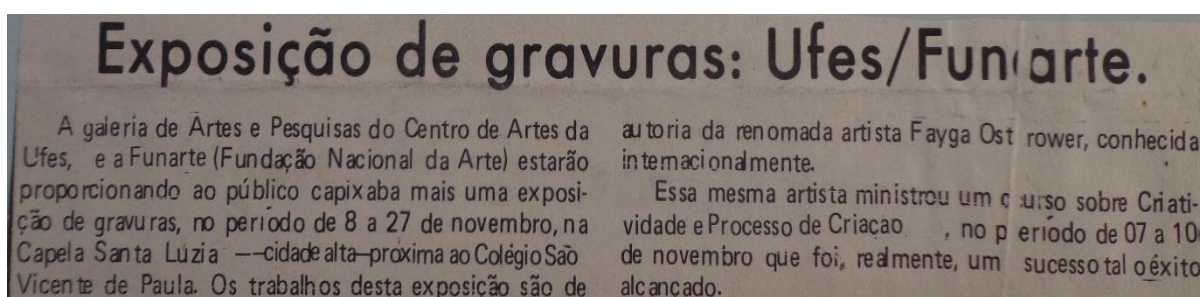 Exposição de gravuras: Ufes/Funarte.
A galeria de Artes e Pesquisas do Centro de Artes da
Ufes, e a Funarte (Fundação Nacional da Arte) estarão
proporcionando ao público capixaba mais uma exposi-
ção de gravuras, no período de 8 a 27 de novembro, na
Capela Santa Luzia —cidade alta—próxima ao Colégio São
Vicente de Paula. Os trabalhos desta exposição são de
autoria da renomada artista Fayga Ostrower, conhecida
internacionalmente.
Essa mesma artista ministrou um curso sobre Criati-
vidade e Processo de Criaçao , no período de 07 a 10
de novembro que foi, realmente, um sucesso tal o êxito
alcançado.